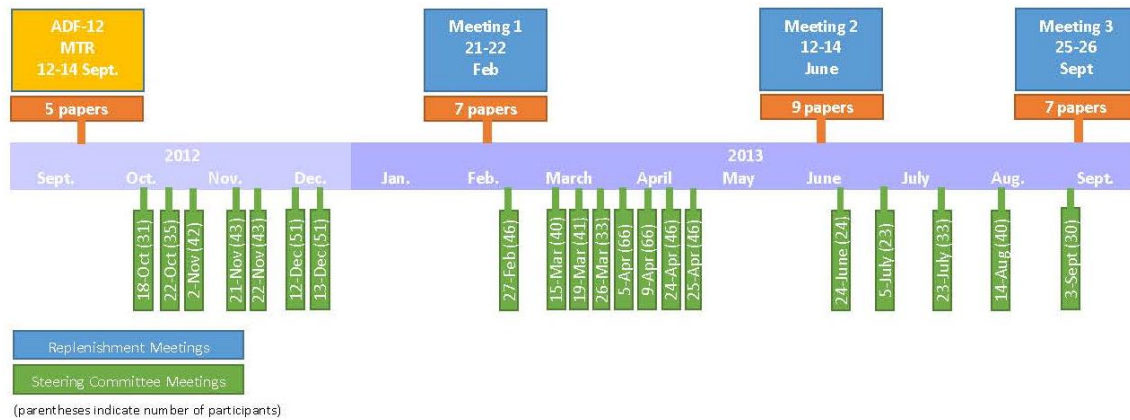 ADF-12
MTR
12-14 Sept.
Meeting 1
21-22
Feb
Meeting 2
12-14
June
Meeting 3
25-26
Sept
5 papers
7 papers
9 papers
7 papers
2012
2013
Sept.
Oct.
Nov.
Dec.
Jan.
Feb.
March
April
May
June
July
Aug.
Sept.
18-Oct (31)
22-Oct (35)
2-Nov (42)
21-Nov (43)
22-Nov (43)
12-Dec (51)
13-Dec (51)
27-Feb (46)
15-Mar (40)
19-Mar (41)
26-Mar (33)
5-Apr (66)
9-Apr (66)
24-Apr (46)
25-Apr (46)
24-June (24)
5-July (23)
23-July (33)
14-Aug (40)
3-Sept (30)
Replenishment Meetings
Steering Committee Meetings
(parentheses indicate number of participants)